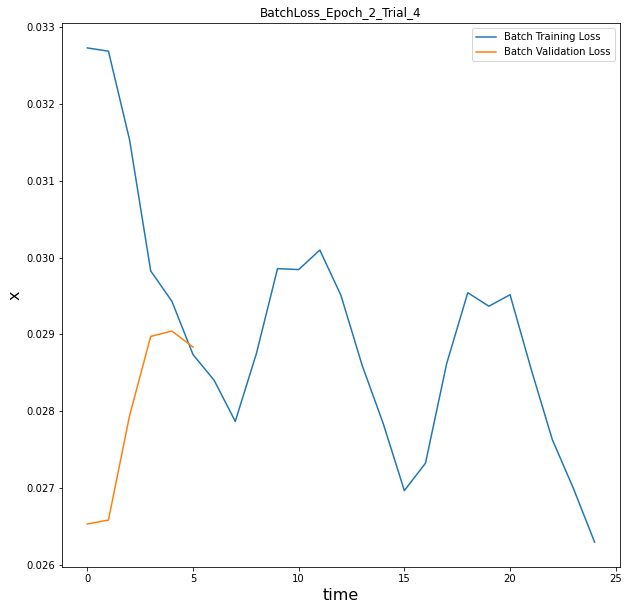 BatchLoss_Epoch_2_Trial_4
Batch Training Loss
Batch Validation Loss
0.033
0.032
0.031
0.030
0.029
0.028
0.027
0.026
x
0 5 10 15 20 25
time